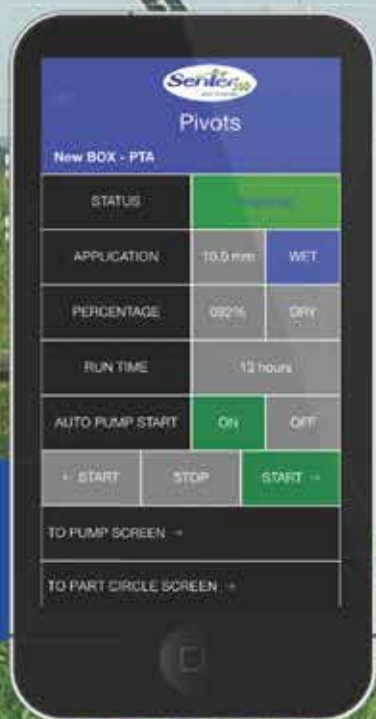 Senter360
Pivots
New BOX - PTA
STATUS
APPLICATION 10.0 mm WET
PERCENTAGE 092% DRY
RUN TIME 13 hours
AUTO PUMP START ON OFF
← START STOP START →
TO PUMP SCREEN →
TO PART CIRCLE SCREEN →